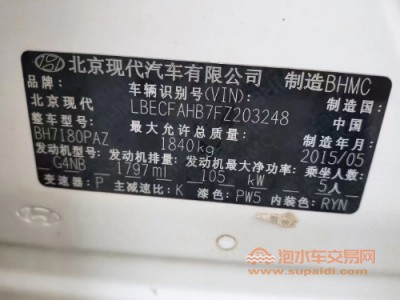 北京现代汽车有限公司 制造BHMC
品牌: 车辆识别号(VIN): 制造国:
北京现代 LBECFAHB7FZ203248 中国
整车型号: 最大允许总质量: 制造年月:
BH7180PAZ 1840kg 2015/05
发动机型号: 发动机排量: 发动机最大净功率: 乘坐人数:
G4NB 1797ml 105 kW 5人
变速器: P 主减速比: K 漆色: PW5 内装色: RYN
泡水车交易网
www.supaidi.com